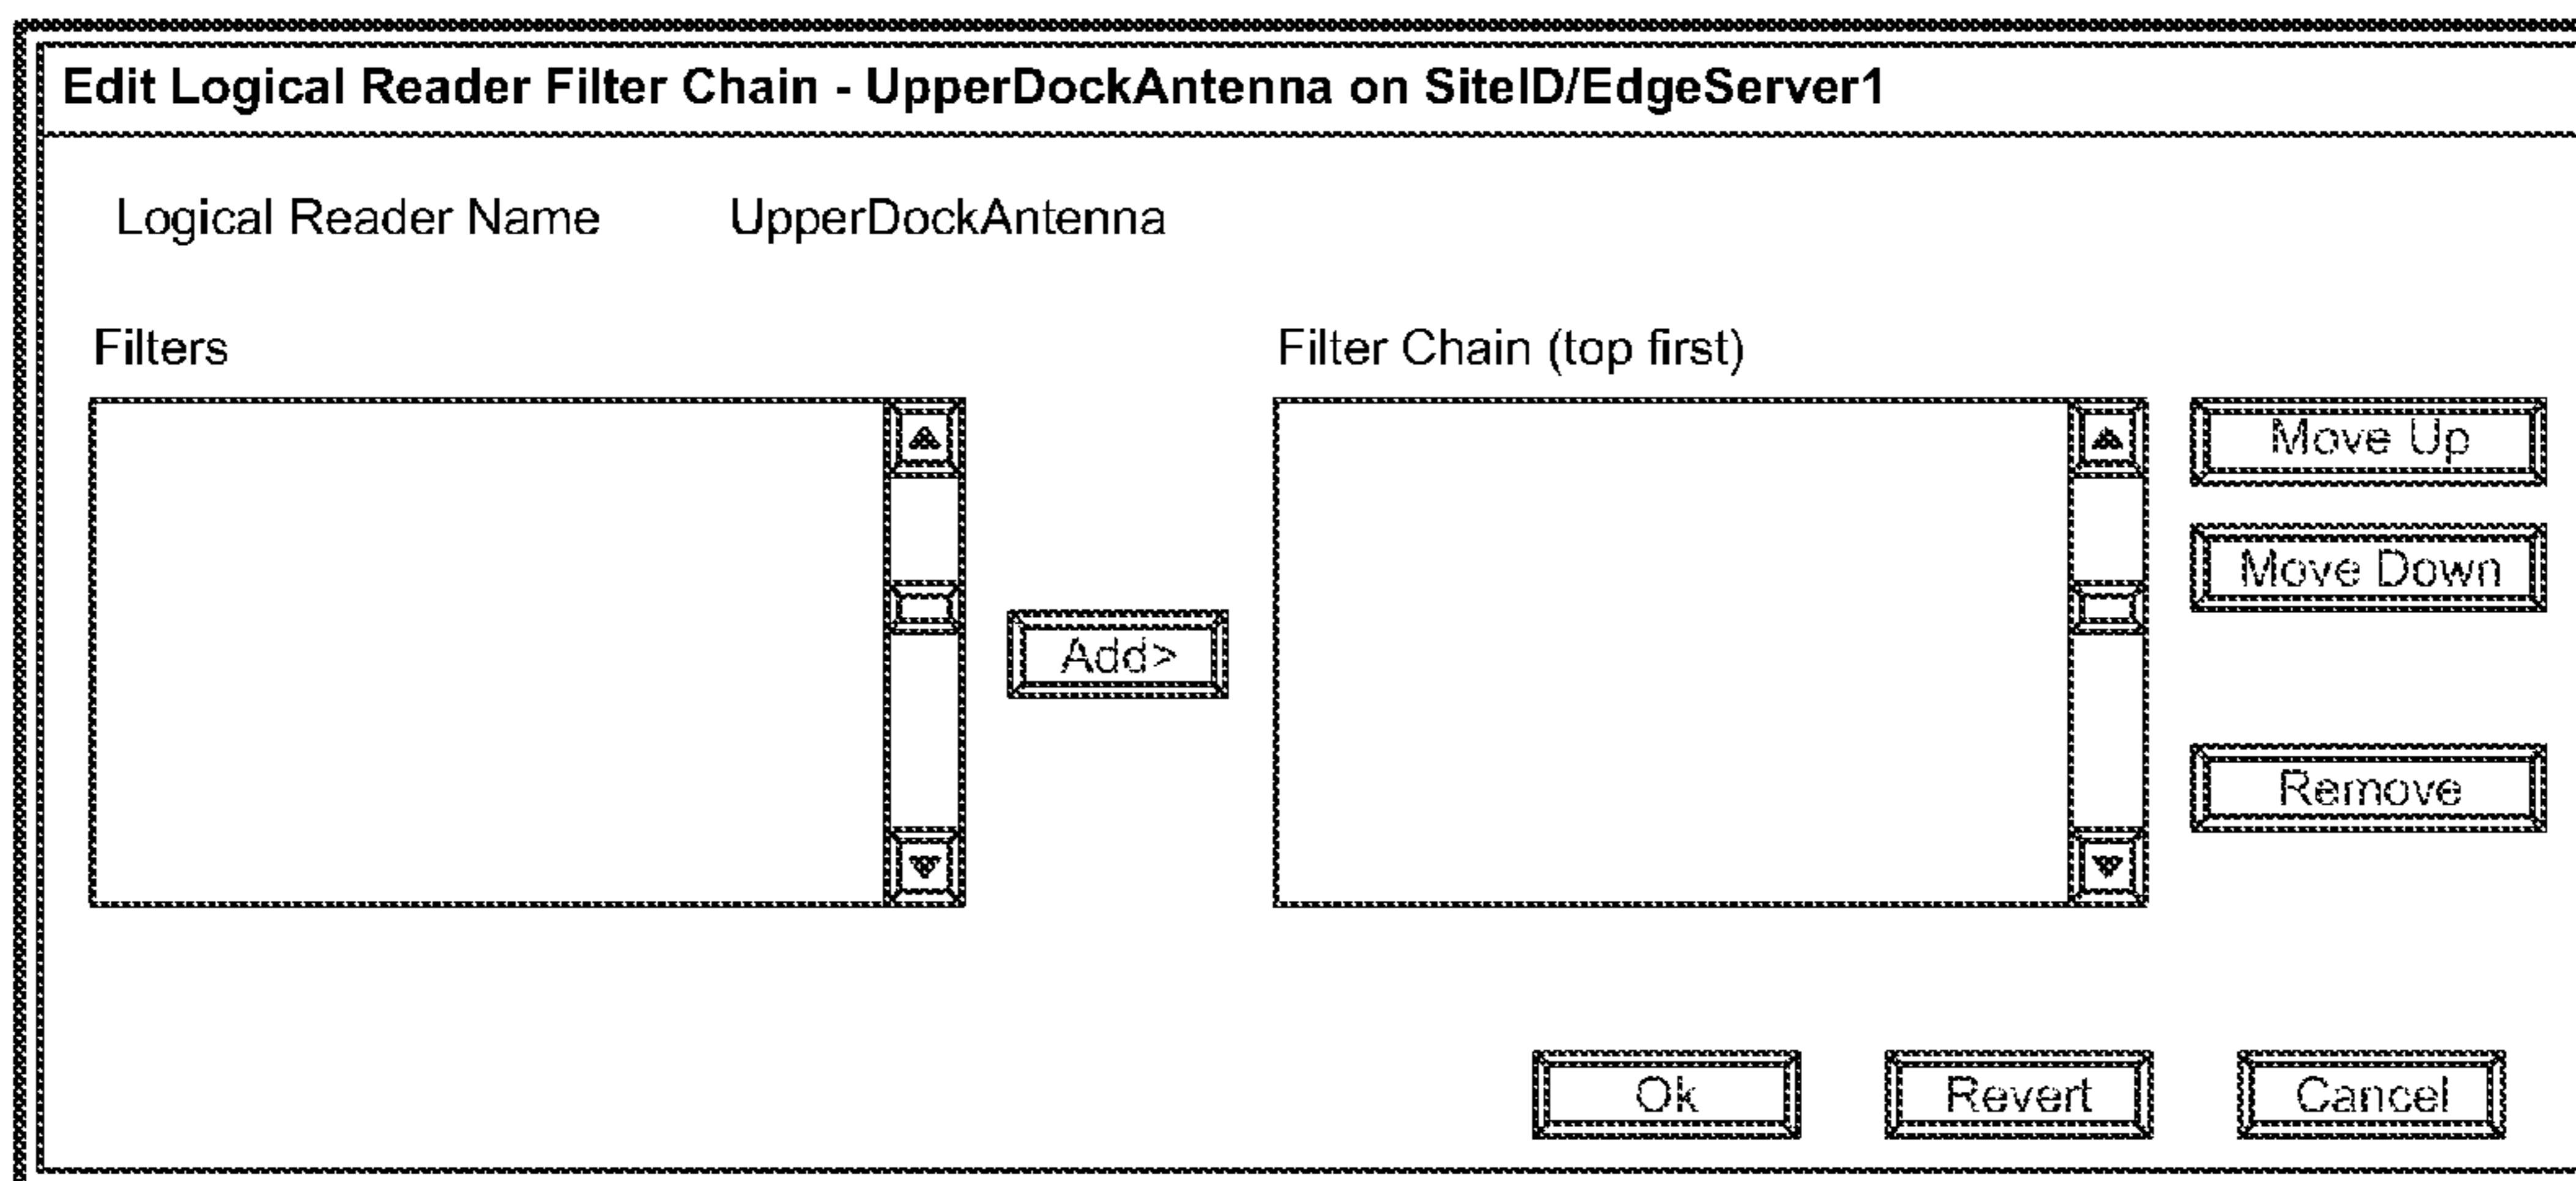 Edit Logical Reader Filter Chain - UpperDockAntenna on SiteID/EdgeServer1
Logical Reader Name UpperDockAntenna
Filters Filter Chain (top first)
Move Up
Move Down
Add>
Remove
Ok Revert Cancel